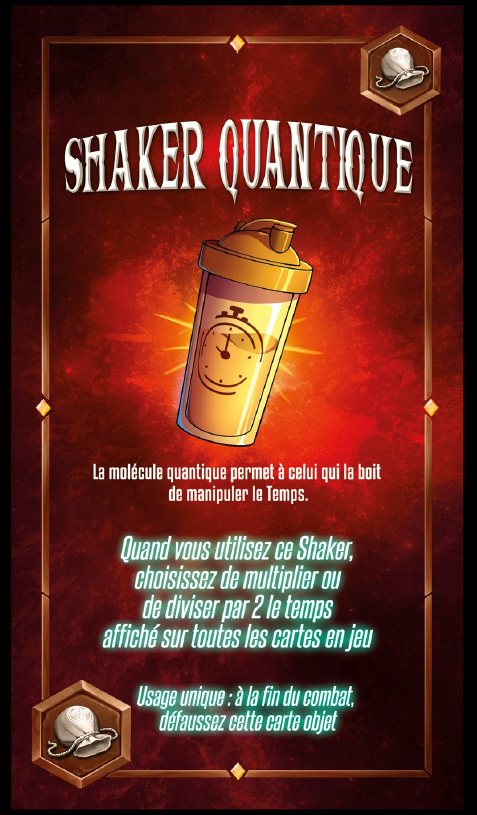 SHAKER QUANTIQUE
La molécule quantique permet à celui qui la boit
de manipuler le Temps.
Quand vous utilisez ce Shaker,
choisissez de multiplier ou
de diviser par 2 le temps
affiché sur toutes les cartes en jeu
Usage unique : à la fin du combat,
défaussez cette carte objet